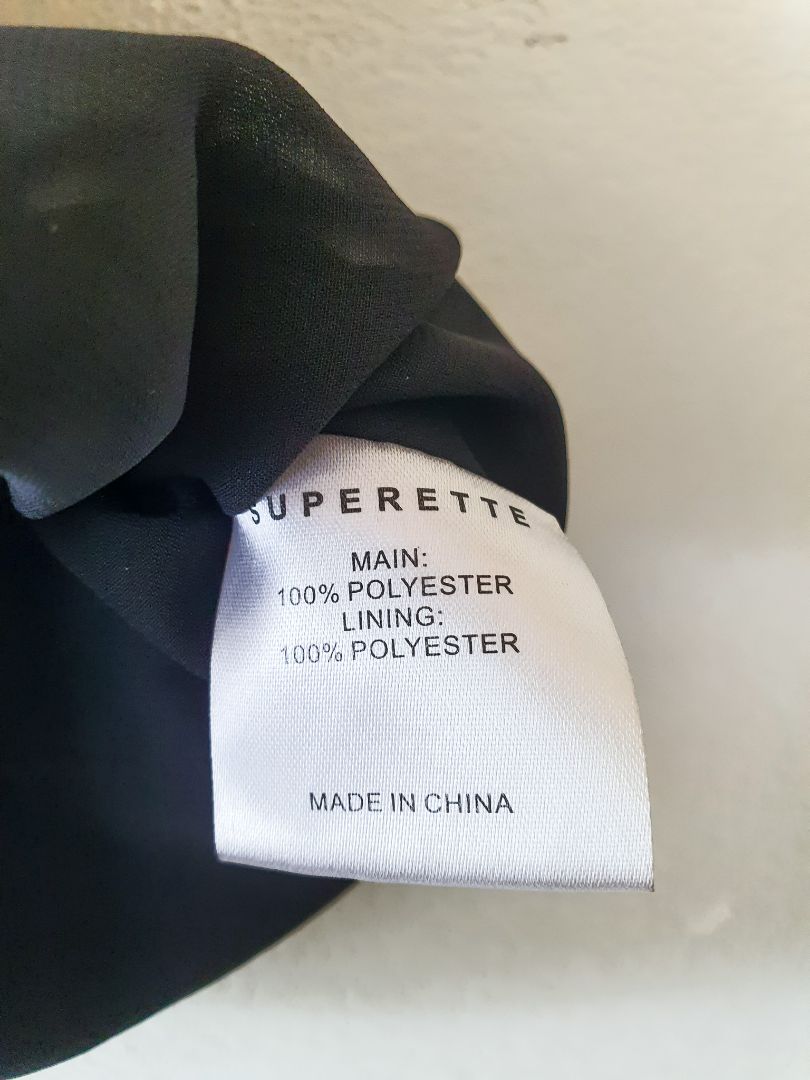 SUPERETTE
MAIN:
100% POLYESTER
LINING:
100% POLYESTER
MADE IN CHINA